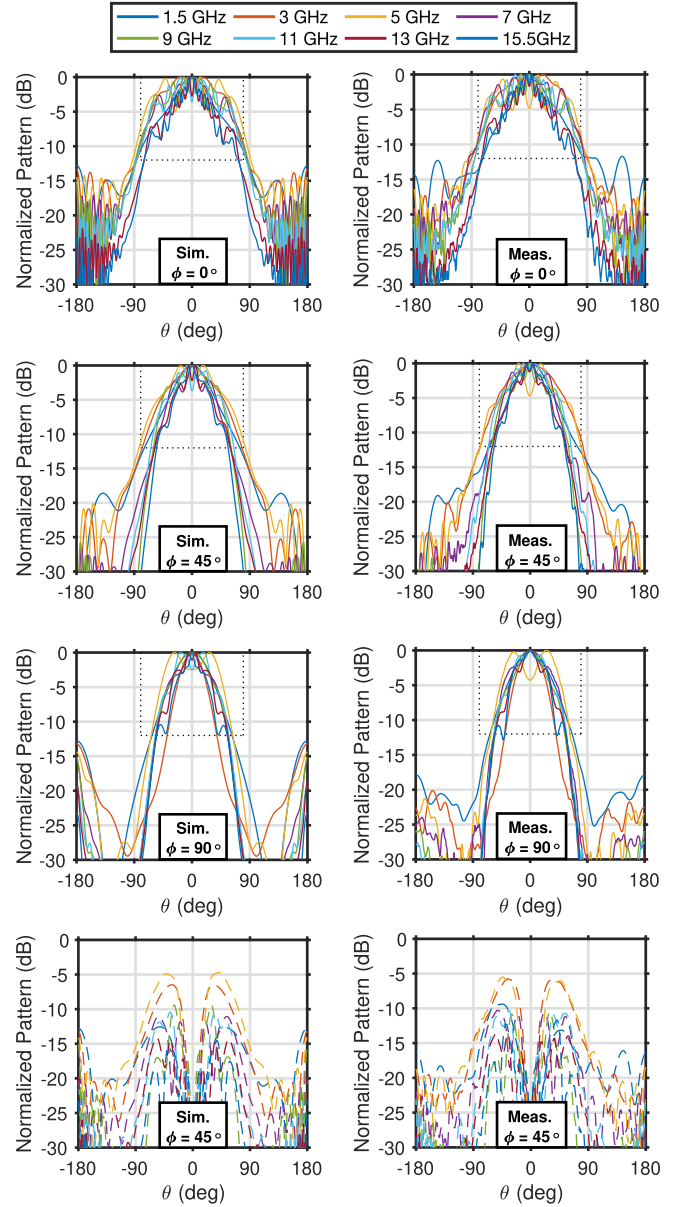 1.5 GHz 3 GHz 5 GHz 7 GHz
9 GHz 11 GHz 13 GHz 15.5GHz
Normalized Pattern (dB)
0
-5
-10
-15
-20
-25
-30
Sim.
ϕ = 0°
-180 -90 0 90 180
θ (deg)
Normalized Pattern (dB)
0
-5
-10
-15
-20
-25
-30
Meas.
ϕ = 0°
-180 -90 0 90 180
θ (deg)
Normalized Pattern (dB)
0
-5
-10
-15
-20
-25
-30
Sim.
ϕ = 45°
-180 -90 0 90 180
θ (deg)
Normalized Pattern (dB)
0
-5
-10
-15
-20
-25
-30
Meas.
ϕ = 45°
-180 -90 0 90 180
θ (deg)
Normalized Pattern (dB)
0
-5
-10
-15
-20
-25
-30
Sim.
ϕ = 90°
-180 -90 0 90 180
θ (deg)
Normalized Pattern (dB)
0
-5
-10
-15
-20
-25
-30
Meas.
ϕ = 90°
-180 -90 0 90 180
θ (deg)
Normalized Pattern (dB)
0
-5
-10
-15
-20
-25
-30
Sim.
ϕ = 45°
-180 -90 0 90 180
θ (deg)
Normalized Pattern (dB)
0
-5
-10
-15
-20
-25
-30
Meas.
ϕ = 45°
-180 -90 0 90 180
θ (deg)